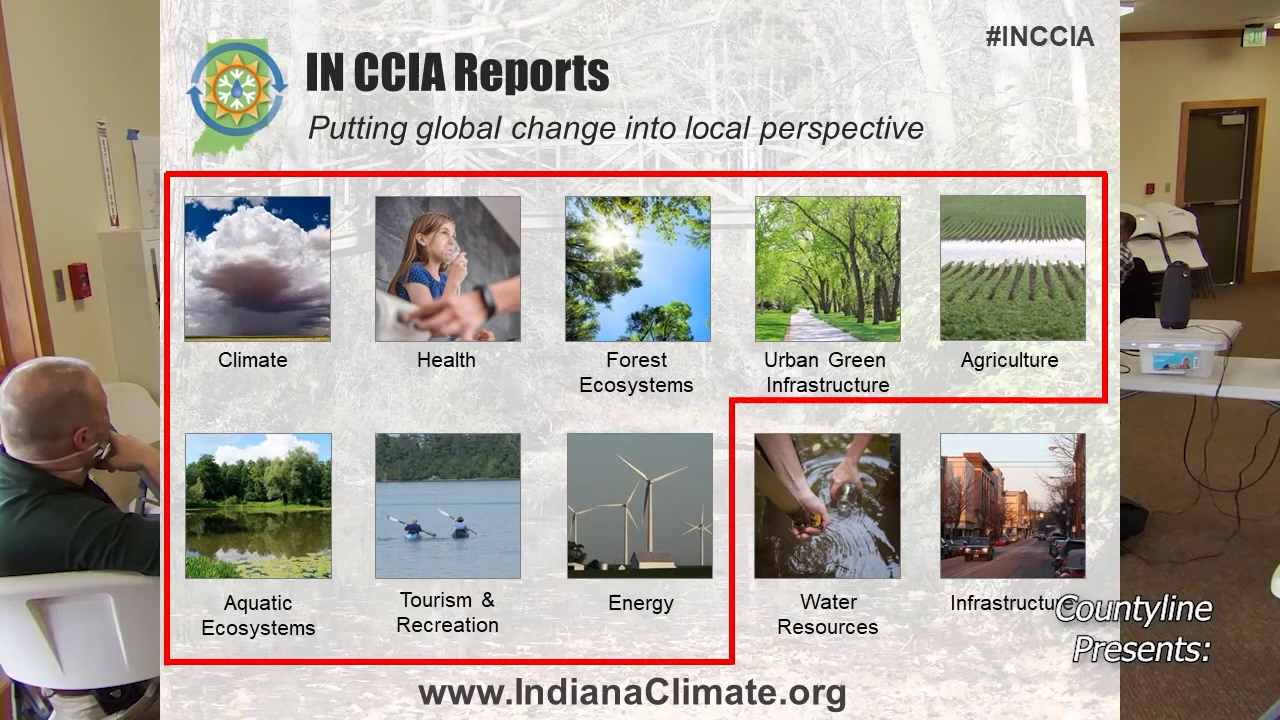 #INCCIA
IN CCIA Reports
Putting global change into local perspective
Climate
Health
Forest
Ecosystems
Urban Green
Infrastructure
Agriculture
Aquatic
Ecosystems
Tourism &
Recreation
Energy
Water
Resources
Infrastructure
Countyline
Presents:
www.IndianaClimate.org